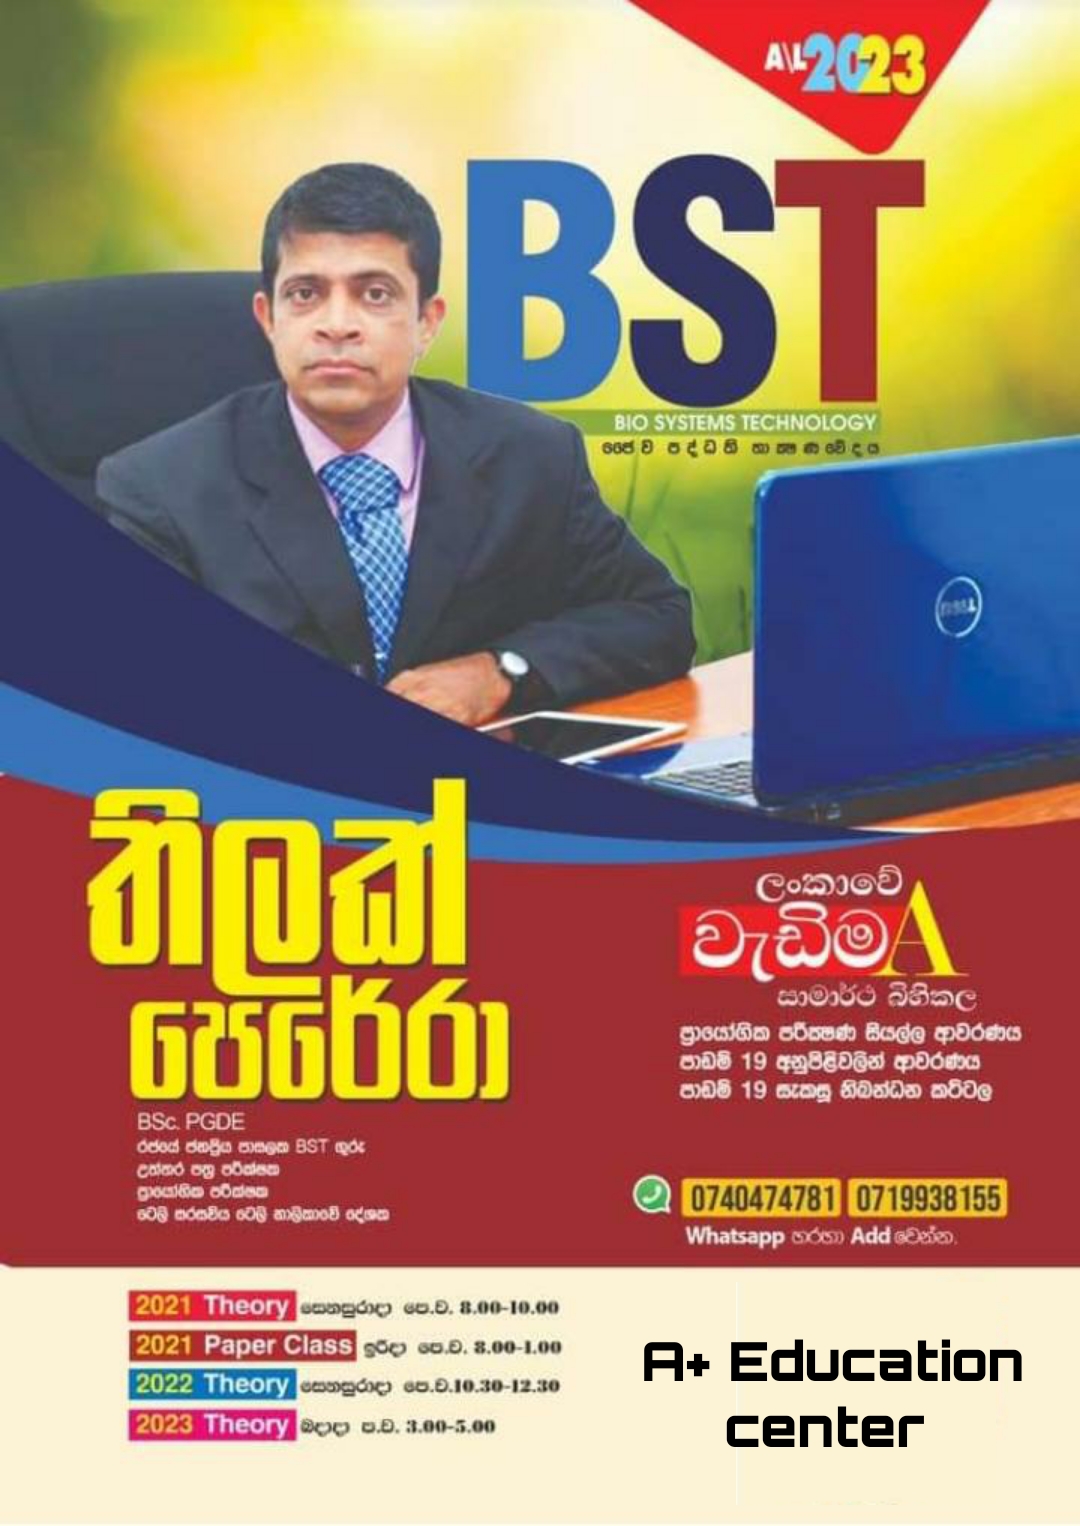 A\L 2023
BST
BIO SYSTEMS TECHNOLOGY
ජෛව පද්ධති තාක්ෂණවේදය
DELL
තිලක්
පෙරේරා
BSc. PGDE
රජයේ ජනප්‍රිය පාසලක BST ගුරු
උත්තර පත්‍ර පරීක්ෂක
ප්‍රායෝගික පරීක්ෂක
ටෙලි සරසවිය ටෙලි නාලිකාවේ දේශක
ලංකාවේ
වැඩිම A
සාමාර්ථ බිහිකල
ප්‍රායෝගික පරීක්ෂණ සියල්ල ආවරණය
පාඩම් 19 අනුපිළිවලින් ආවරණය
පාඩම් 19 සැකසූ නිබන්ධන කට්ටල
0740474781 0719938155
Whatsapp හරහා Add වෙන්න.
2021 Theory සෙනසුරාදා පෙ.ව. 8.00-10.00
2021 Paper Class ඉරිදා පෙ.ව. 8.00-1.00
2022 Theory සෙනසුරාදා පෙ.ව.10.30-12.30
2023 Theory බදාදා ප.ව. 3.00-5.00
A+ Education
center